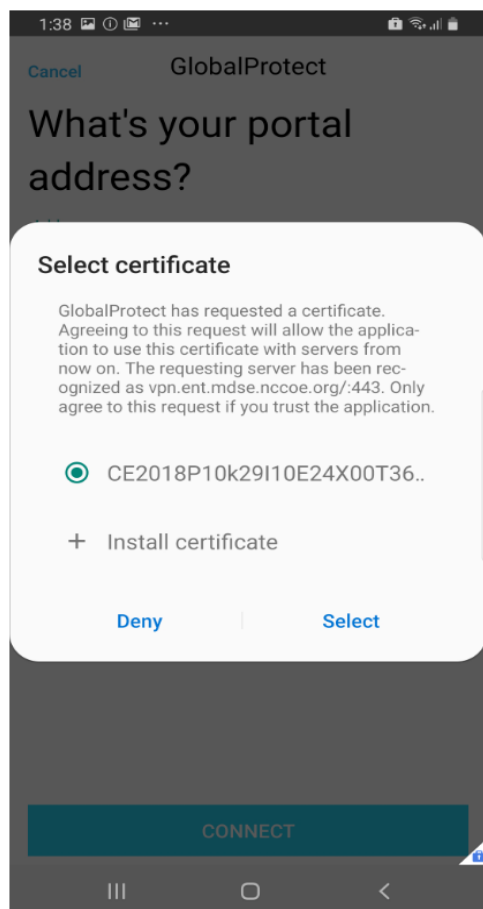 1:38
Cancel
GlobalProtect
What's your portal
address?
Select certificate
GlobalProtect has requested a certificate.
Agreeing to this request will allow the applica-
tion to use this certificate with servers from
now on. The requesting server has been rec-
ognized as vpn.ent.mdse.nccoe.org/:443. Only
agree to this request if you trust the application.
CE2018P10k29I10E24X00T36..
+ Install certificate
Deny
Select
CONNECT